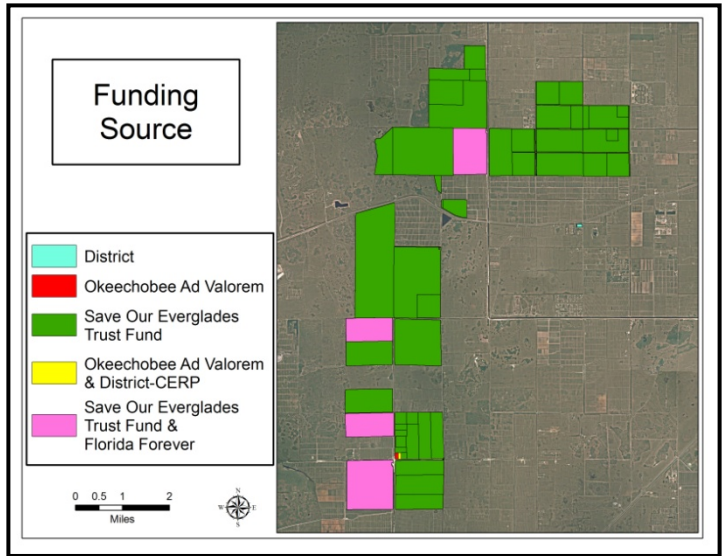 Funding
Source
District
Okeechobee Ad Valorem
Save Our Everglades
Trust Fund
Okeechobee Ad Valorem
& District-CERP
Save Our Everglades
Trust Fund &
Florida Forever
0 0.5 1 2
Miles
N
W E
S